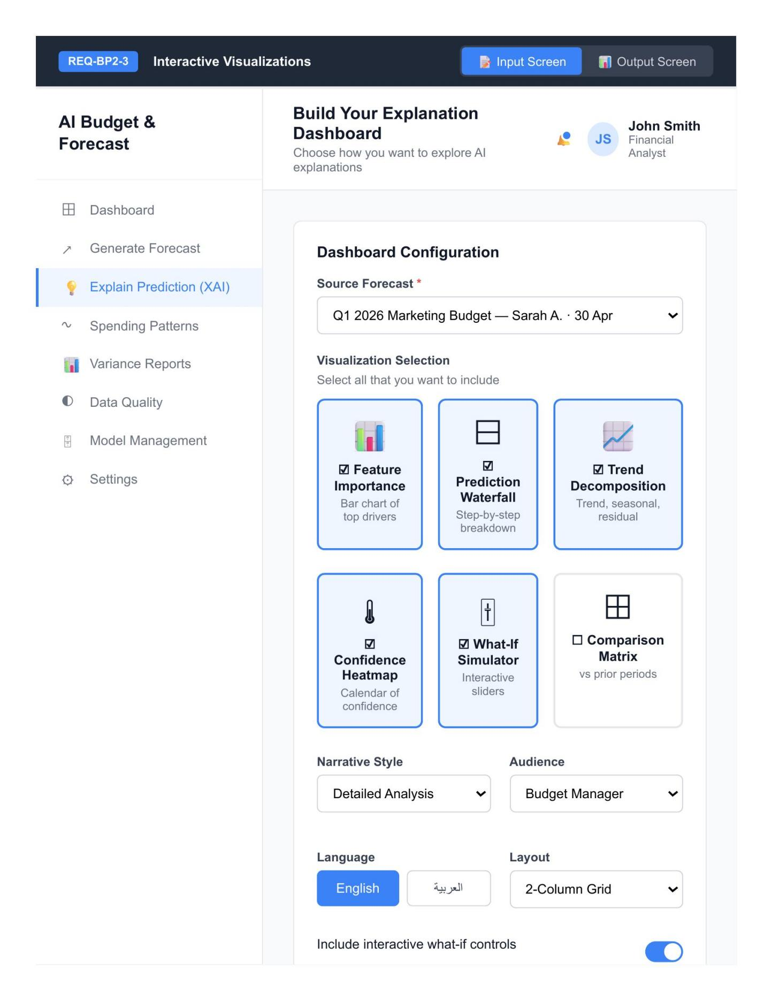 REQ-BP2-3
Interactive Visualizations
Input Screen
Output Screen
AI Budget &
Forecast
Dashboard
Generate Forecast
Explain Prediction (XAI)
Spending Patterns
Variance Reports
Data Quality
Model Management
Settings
Build Your Explanation
Dashboard
Choose how you want to explore AI
explanations
JS
John Smith
Financial
Analyst
Dashboard Configuration
Source Forecast *
Q1 2026 Marketing Budget — Sarah A. · 30 Apr
Visualization Selection
Select all that you want to include
☑ Feature
Importance
Bar chart of
top drivers
☑
Prediction
Waterfall
Step-by-step
breakdown
☑ Trend
Decomposition
Trend, seasonal,
residual
☑
Confidence
Heatmap
Calendar of
confidence
☑ What-If
Simulator
Interactive
sliders
☐ Comparison
Matrix
vs prior periods
Narrative Style
Detailed Analysis
Audience
Budget Manager
Language
English
العربية
Layout
2-Column Grid
Include interactive what-if controls